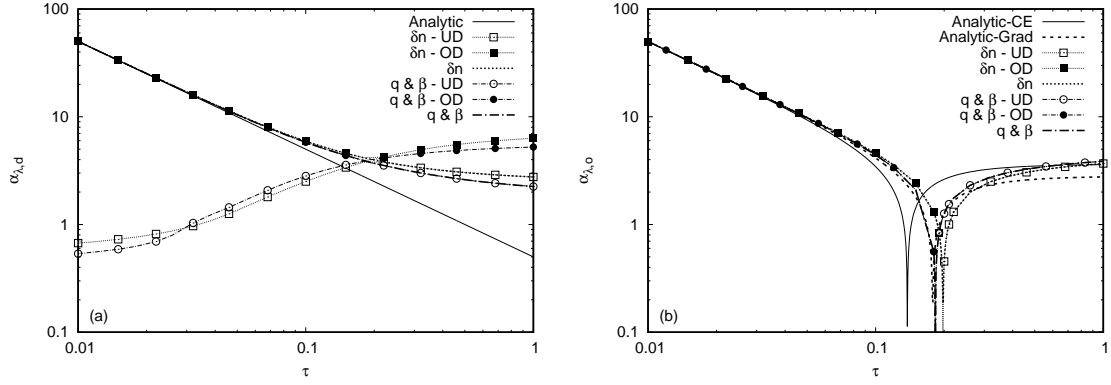 100
10
1
0.1
α_λ,d
0.01
0.1
1
τ
(a)
Analytic
δn - UD
δn - OD
δn
q & β - UD
q & β - OD
q & β
100
10
1
0.1
α_λ,o
0.01
0.1
1
τ
(b)
Analytic-CE
Analytic-Grad
δn - UD
δn - OD
δn
q & β - UD
q & β - OD
q & β